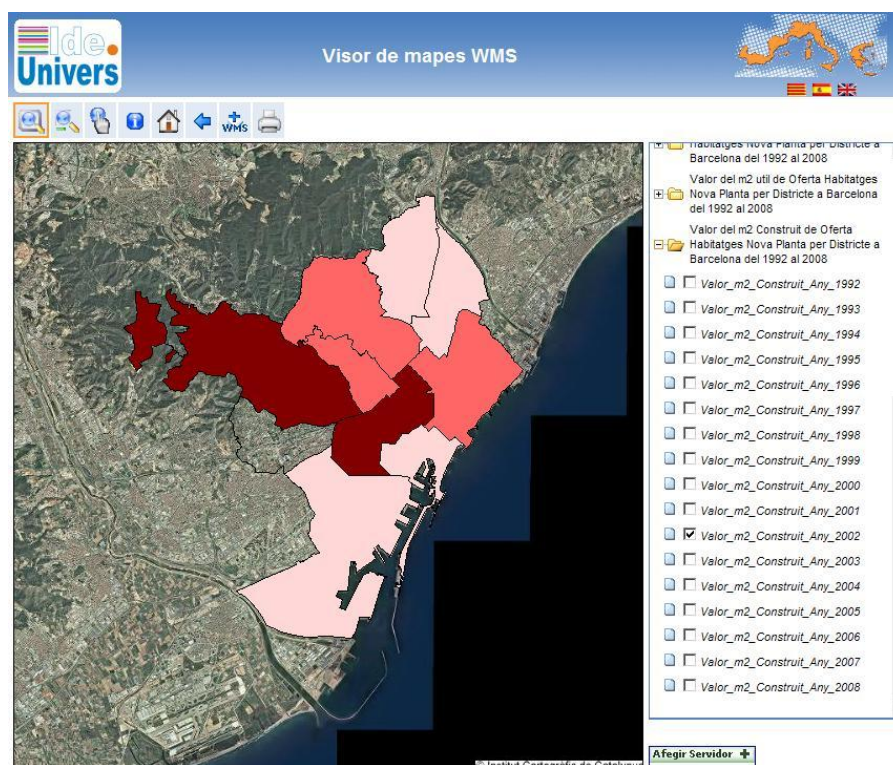 Ide
Univers
Visor de mapes WMS
WMS
Habitatges Nova Planta per Districte a
Barcelona del 1992 al 2008
Valor del m2 util de Oferta Habitatges
Nova Planta per Districte a Barcelona
del 1992 al 2008
Valor del m2 Construit de Oferta
Habitatges Nova Planta per Districte a
Barcelona del 1992 al 2008
Valor_m2_Construit_Any_1992
Valor_m2_Construit_Any_1993
Valor_m2_Construit_Any_1994
Valor_m2_Construit_Any_1995
Valor_m2_Construit_Any_1996
Valor_m2_Construit_Any_1997
Valor_m2_Construit_Any_1998
Valor_m2_Construit_Any_1999
Valor_m2_Construit_Any_2000
Valor_m2_Construit_Any_2001
Valor_m2_Construit_Any_2002
Valor_m2_Construit_Any_2003
Valor_m2_Construit_Any_2004
Valor_m2_Construit_Any_2005
Valor_m2_Construit_Any_2006
Valor_m2_Construit_Any_2007
Valor_m2_Construit_Any_2008
Afegir Servidor
© Institut Cartogràfic de Catalunya